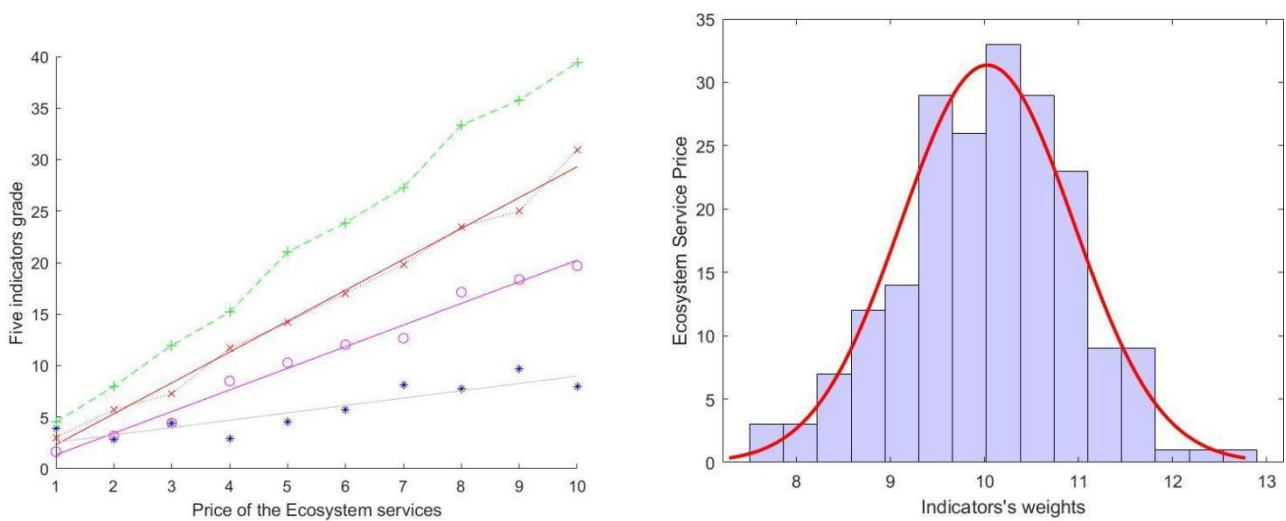 40
35
30
25
20
15
10
5
0
Five indicators grade
1 2 3 4 5 6 7 8 9 10
Price of the Ecosystem services
35
30
25
20
15
10
5
0
Ecosystem Service Price
8 9 10 11 12 13
Indicators's weights